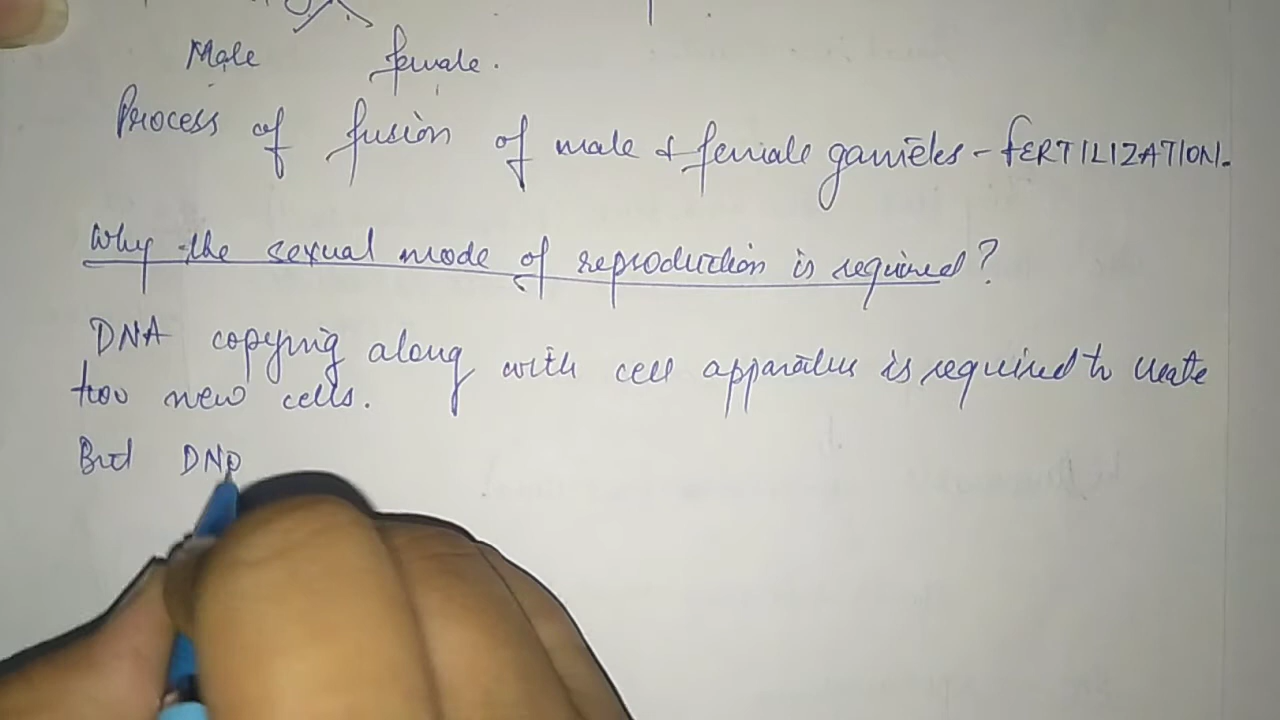 Male female.
Process of fusion of male & female gametes - FERTILIZATION.
Why the sexual mode of reproduction is required?
DNA copying along with cell apparatus is required to create
two new cells.
But DNA